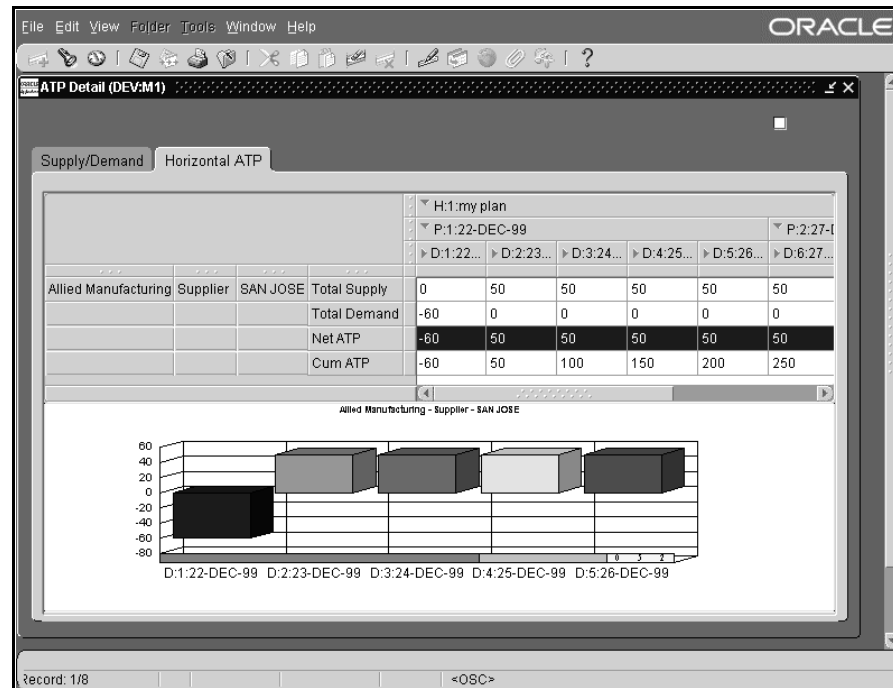 File Edit View Folder Tools Window Help
ORACLE
ATP Detail (DEV:M1)
Supply/Demand Horizontal ATP
H:1:my plan
P:1:22-DEC-99 P:2:27-
D:1:22... D:2:23... D:3:24... D:4:25... D:5:26... D:6:27...
Allied Manufacturing Supplier SAN JOSE Total Supply 0 50 50 50 50 50
Total Demand -60 0 0 0 0 0
Net ATP -60 50 50 50 50 50
Cum ATP -60 50 100 150 200 250
Allied Manufacturing - Supplier - SAN JOSE
60
40
20
0
-20
-40
-60
-80
D:1:22-DEC-99 D:2:23-DEC-99 D:3:24-DEC-99 D:4:25-DEC-99 D:5:26-DEC-99
Record: 1/8 <OSC>